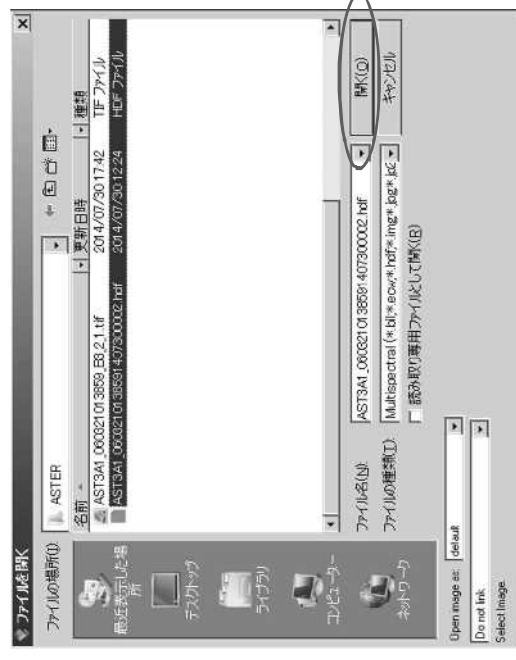 ファイルを開く
ファイルの場所(I):
ASTER
名前
更新日時
種類
AST3A1_060321013859_B3_2_1.tif
2014/07/30 17:42
TIF ファイル
AST3A1_0603210138591407300002.hdf
2014/07/30 12:24
HDF ファイル
最近表示した場
所
デスクトップ
ライブラリ
コンピューター
ネットワーク
ファイル名(N):
AST3A1_0603210138591407300002.hdf
開く(O)
ファイルの種類(T):
Multispectral (*.bil;*.ecw;*.hdf;*.img;*.jpg;*.jp2
キャンセル
読み取り専用ファイルとして開く(R)
Open image as:
default
Do not link
Select Image.